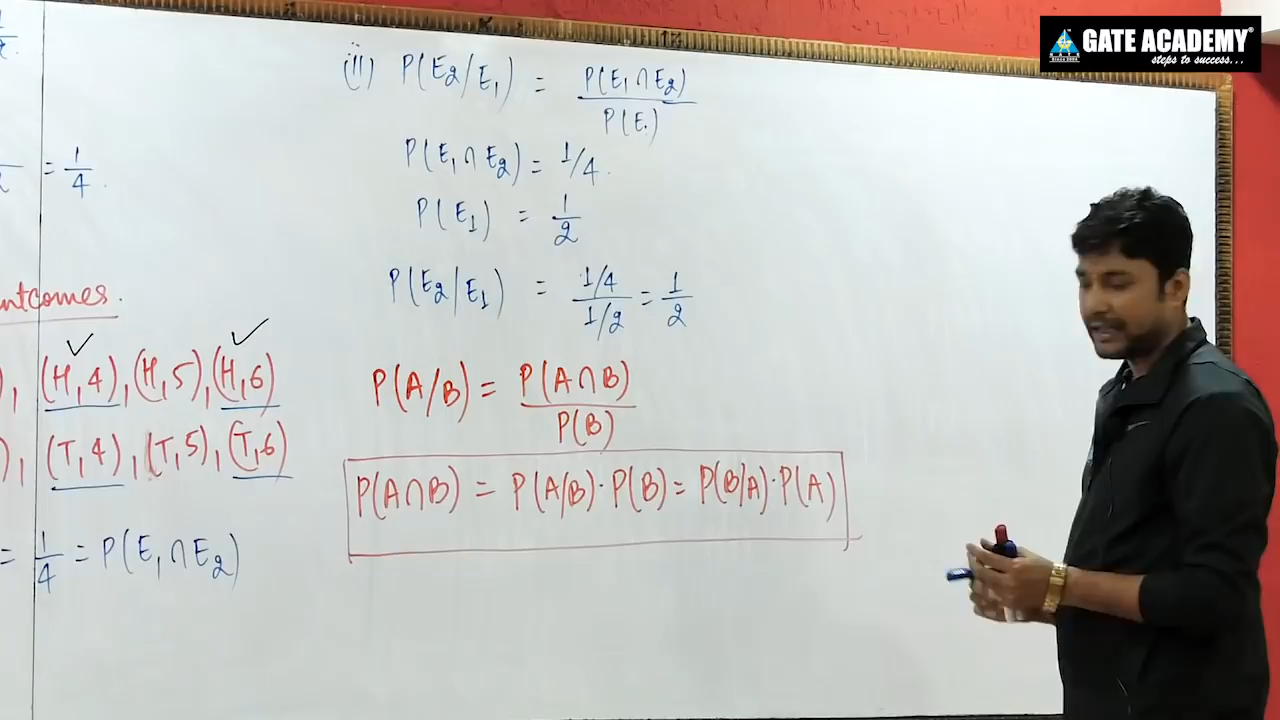 GATE ACADEMY®
steps to success...
(ii) P(E2/E1) = P(E1∩E2)
P(E1)
P(E1∩E2) = 1/4.
= 1/4.
P(E1) = 1/2
P(E2/E1) = 1/4 / 1/2 = 1/2
outcomes.
(H,4), (H,5), (H,6)
P(A/B) = P(A∩B)
P(B)
(T,4), (T,5), (T,6)
P(A∩B) = P(A/B)·P(B) = P(B/A)·P(A)
= 1/4 = P(E1∩E2)